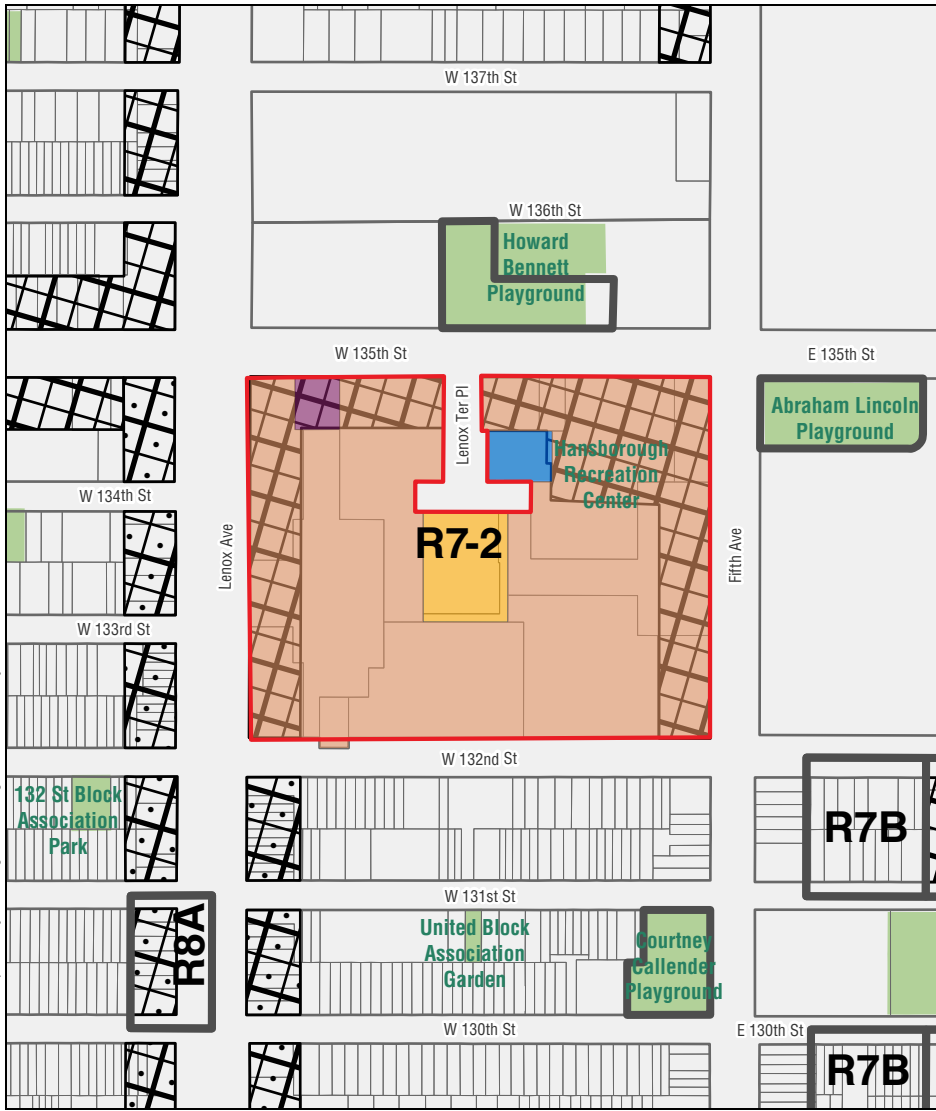 W 137th St
W 136th St
Howard
Bennett
Playground
W 135th St
E 135th St
Lenox Ter Pl
Abraham Lincoln
Playground
Hansborough
Recreation
Center
W 134th St
Lenox Ave
R7-2
Fifth Ave
W 133rd St
W 132nd St
132 St Block
Association
Park
R7B
W 131st St
R8A
United Block
Association
Garden
Courtney
Callender
Playground
W 130th St
E 130th St
R7B